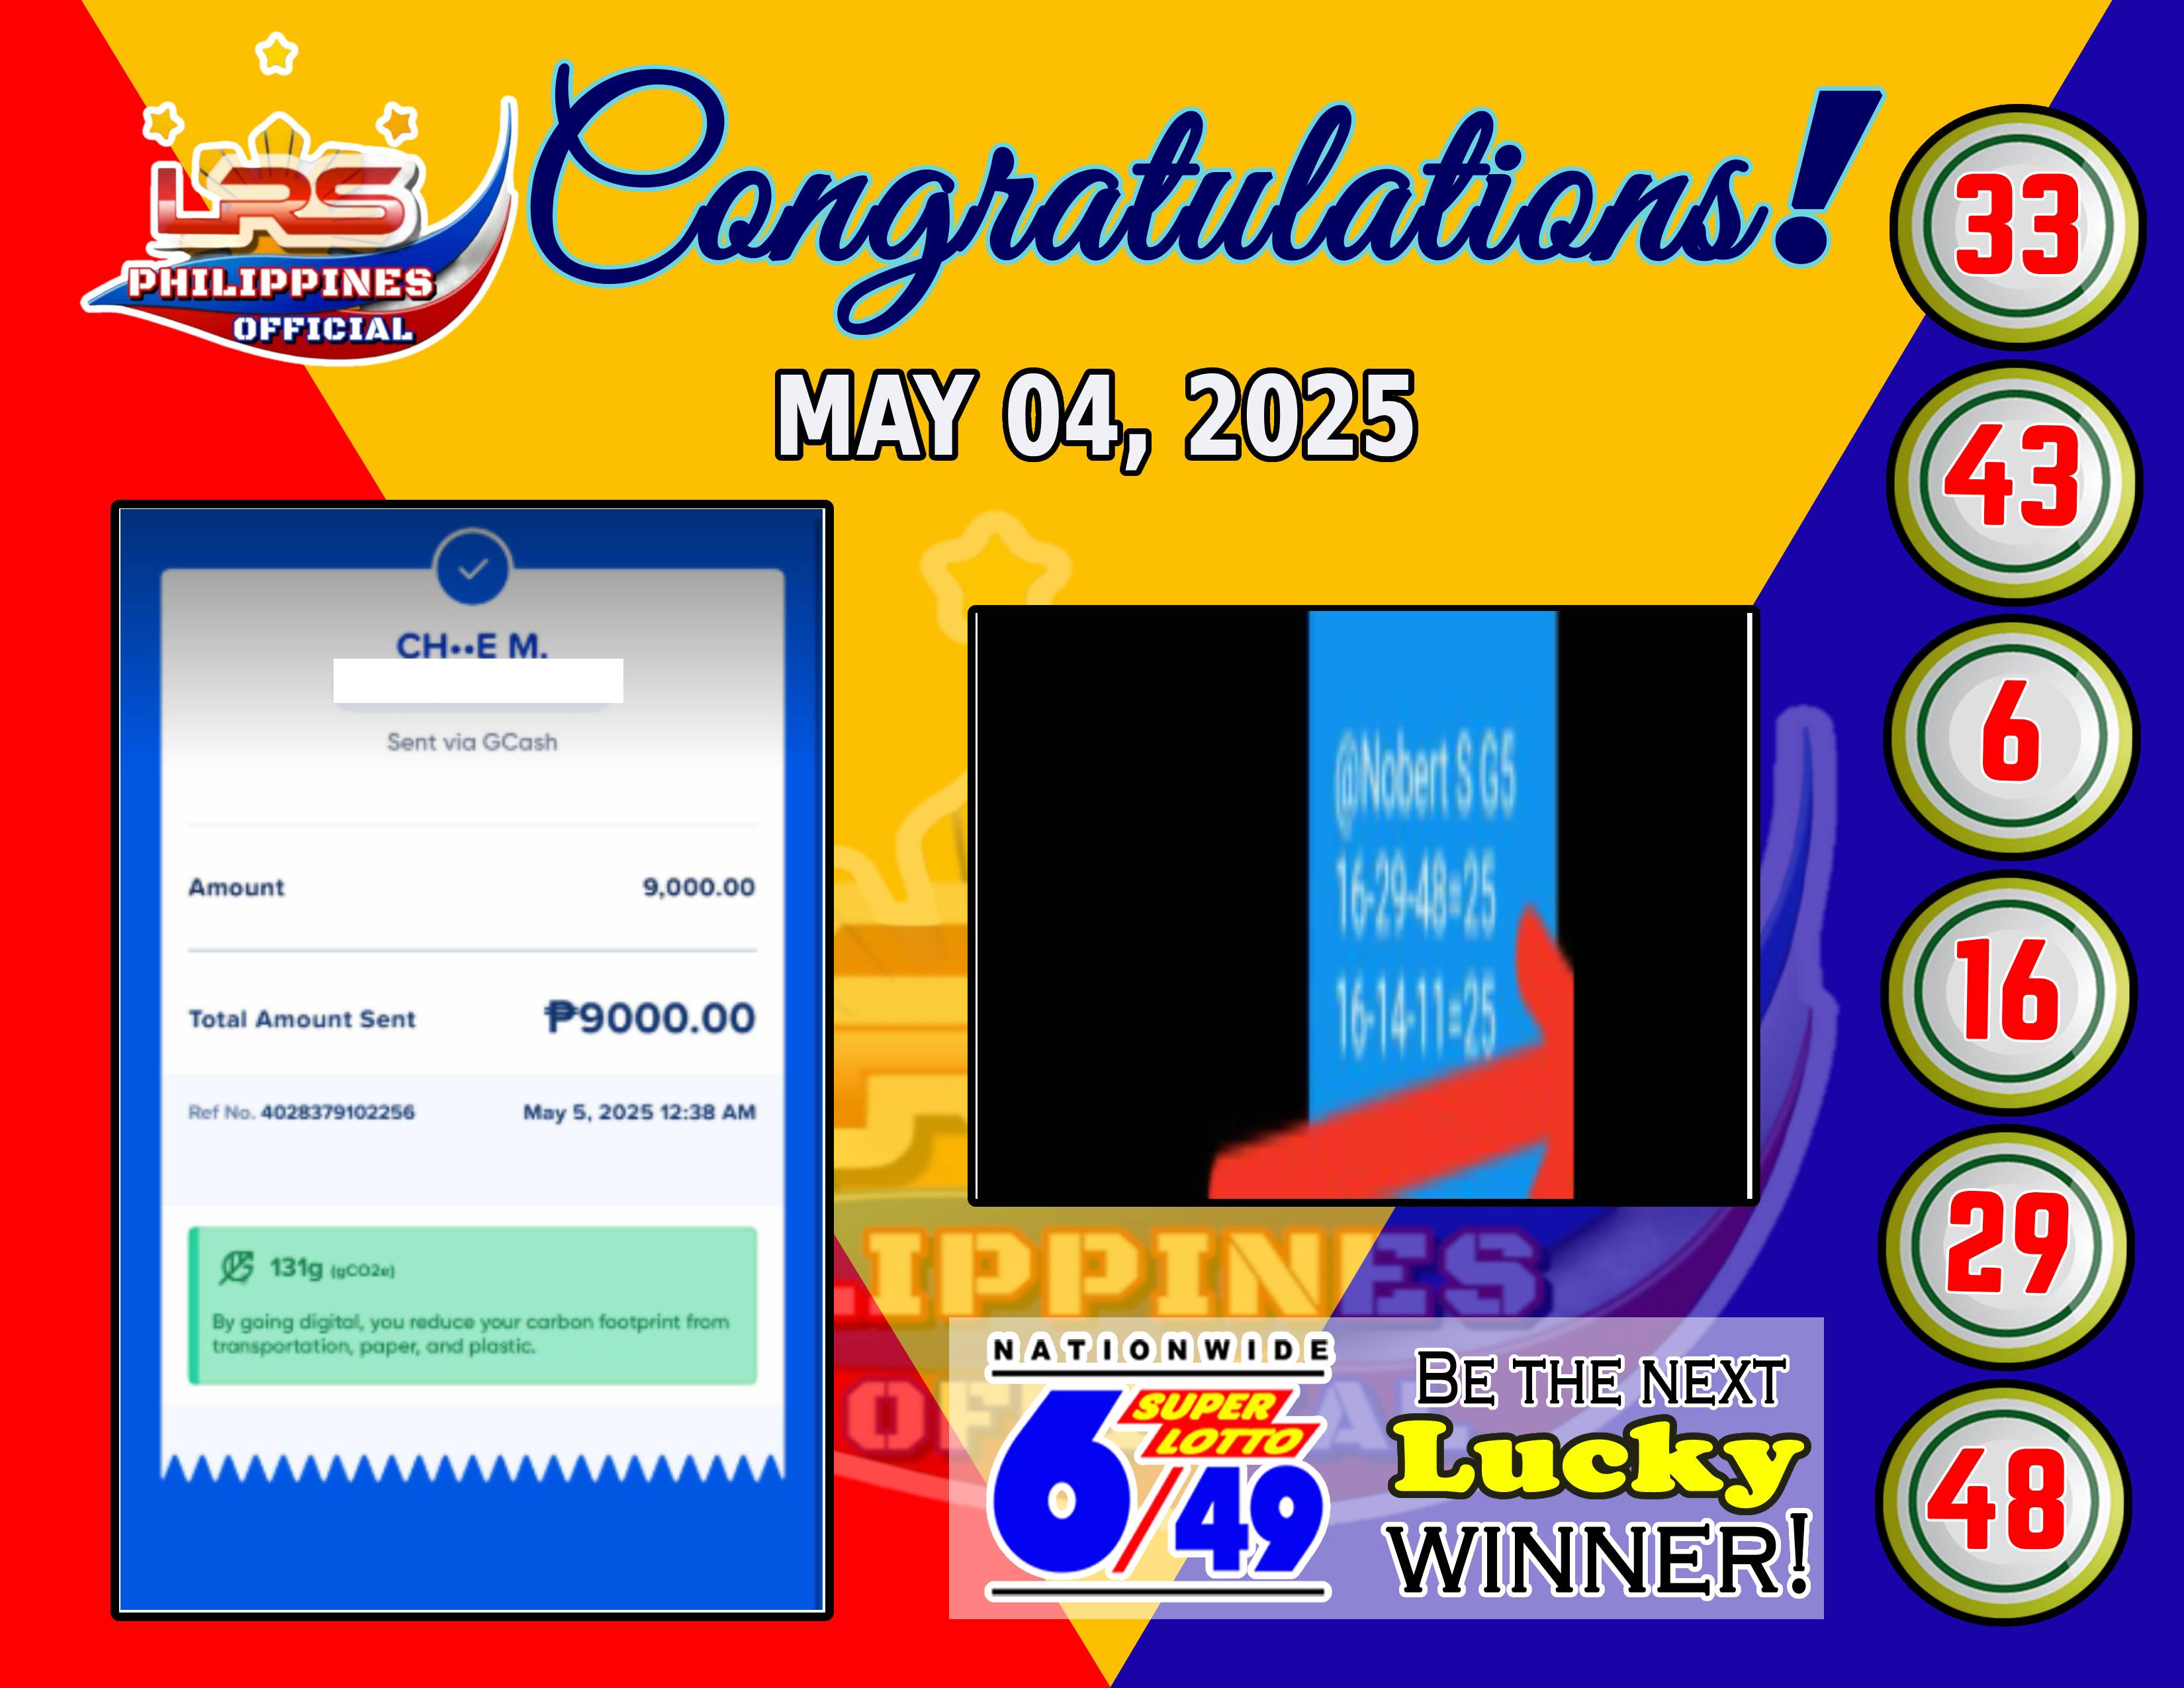 LRS
PHILIPPINES
OFFICIAL
Congratulations!
MAY 04, 2025
CH••E M.
Sent via GCash
Amount 9,000.00
Total Amount Sent ₱9000.00
Ref No. 4028379102256 May 5, 2025 12:38 AM
131g (gCO2e)
By going digital, you reduce your carbon footprint from
transportation, paper, and plastic.
@Nobert S G5
16-29-48=25
16-14-11=25
IPPINES
NATIONWIDE
6/49
SUPER
LOTTO
BE THE NEXT
Lucky
WINNER!
33
43
6
16
29
48